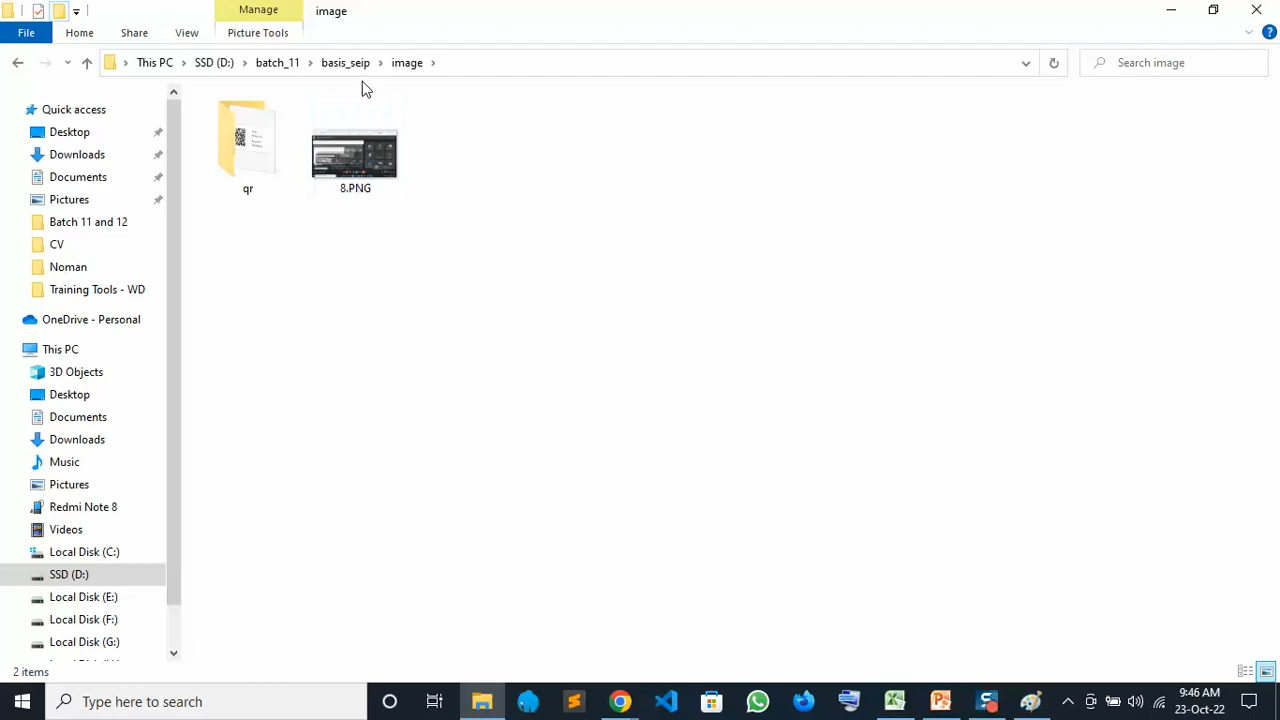 Manage
image
File
Home
Share
View
Picture Tools
This PC
SSD (D:)
batch_11
basis_seip
image
Search image
Quick access
Desktop
Downloads
Documents
Pictures
Batch 11 and 12
CV
Noman
Training Tools - WD
OneDrive - Personal
This PC
3D Objects
Desktop
Documents
Downloads
Music
Pictures
Redmi Note 8
Videos
Local Disk (C:)
SSD (D:)
Local Disk (E:)
Local Disk (F:)
Local Disk (G:)
qr
8.PNG
2 items
Type here to search
9:46 AM
23-Oct-22